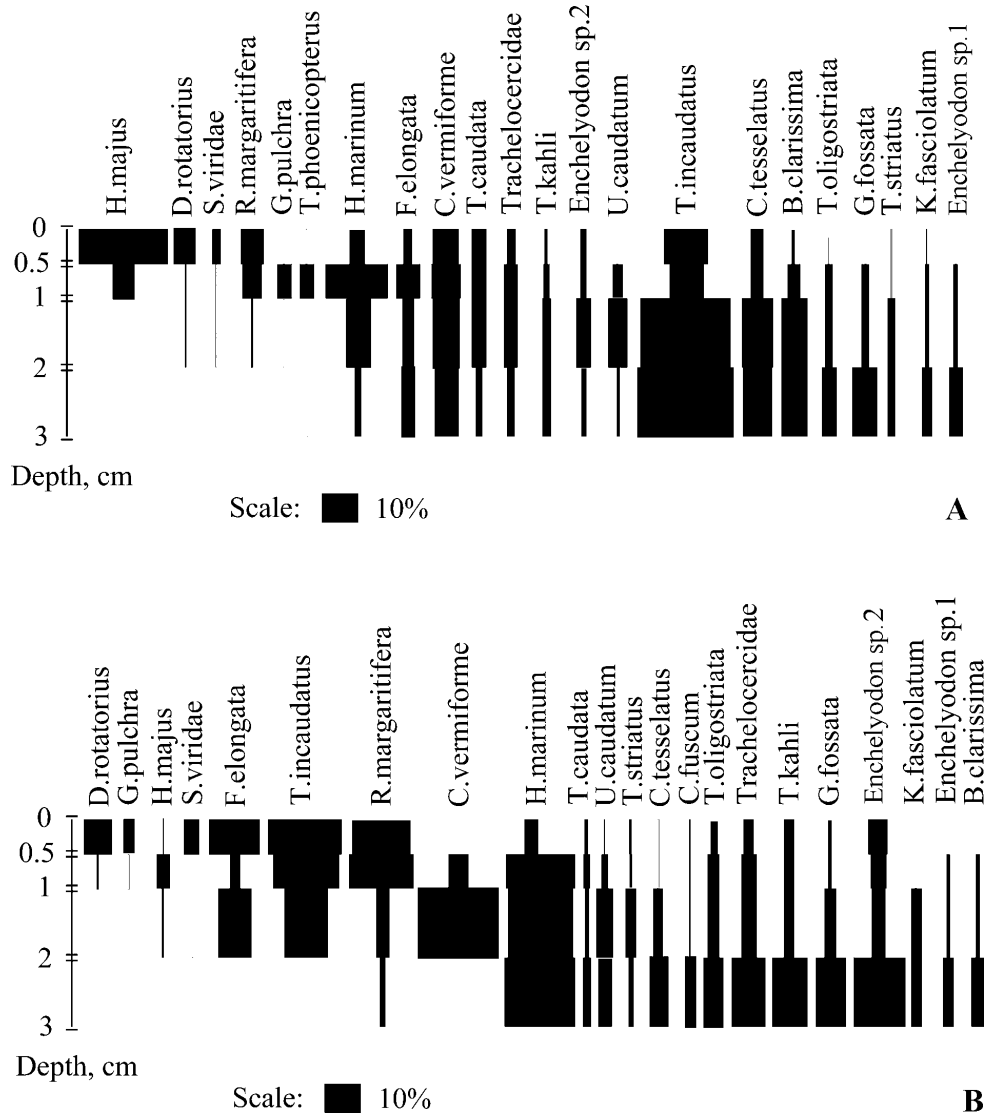 H.majus
D.rotatorius
S.viridae
R.margaritifera
G.pulchra
T.phoenicopterus
H.marinum
F.elongata
C.vermiforme
T.caudata
Trachelocercidae
T.kahli
Enchelyodon sp.2
U.caudatum
T.incaudatus
C.tesselatus
B.clarissima
T.oligostriata
G.fossata
T.striatus
K.fasciolatum
Enchelyodon sp.1
0
0.5
1
2
3
Depth, cm
Scale: 10%
A
D.rotatorius
G.pulchra
H.majus
S.viridae
F.elongata
T.incaudatus
R.margaritifera
C.vermiforme
H.marinum
T.caudata
U.caudatum
T.striatus
C.tesselatus
C.fuscum
T.oligostriata
Trachelocercidae
T.kahli
G.fossata
Enchelyodon sp.2
K.fasciolatum
Enchelyodon sp.1
B.clarissima
0
0.5
1
2
3
Depth, cm
Scale: 10%
B